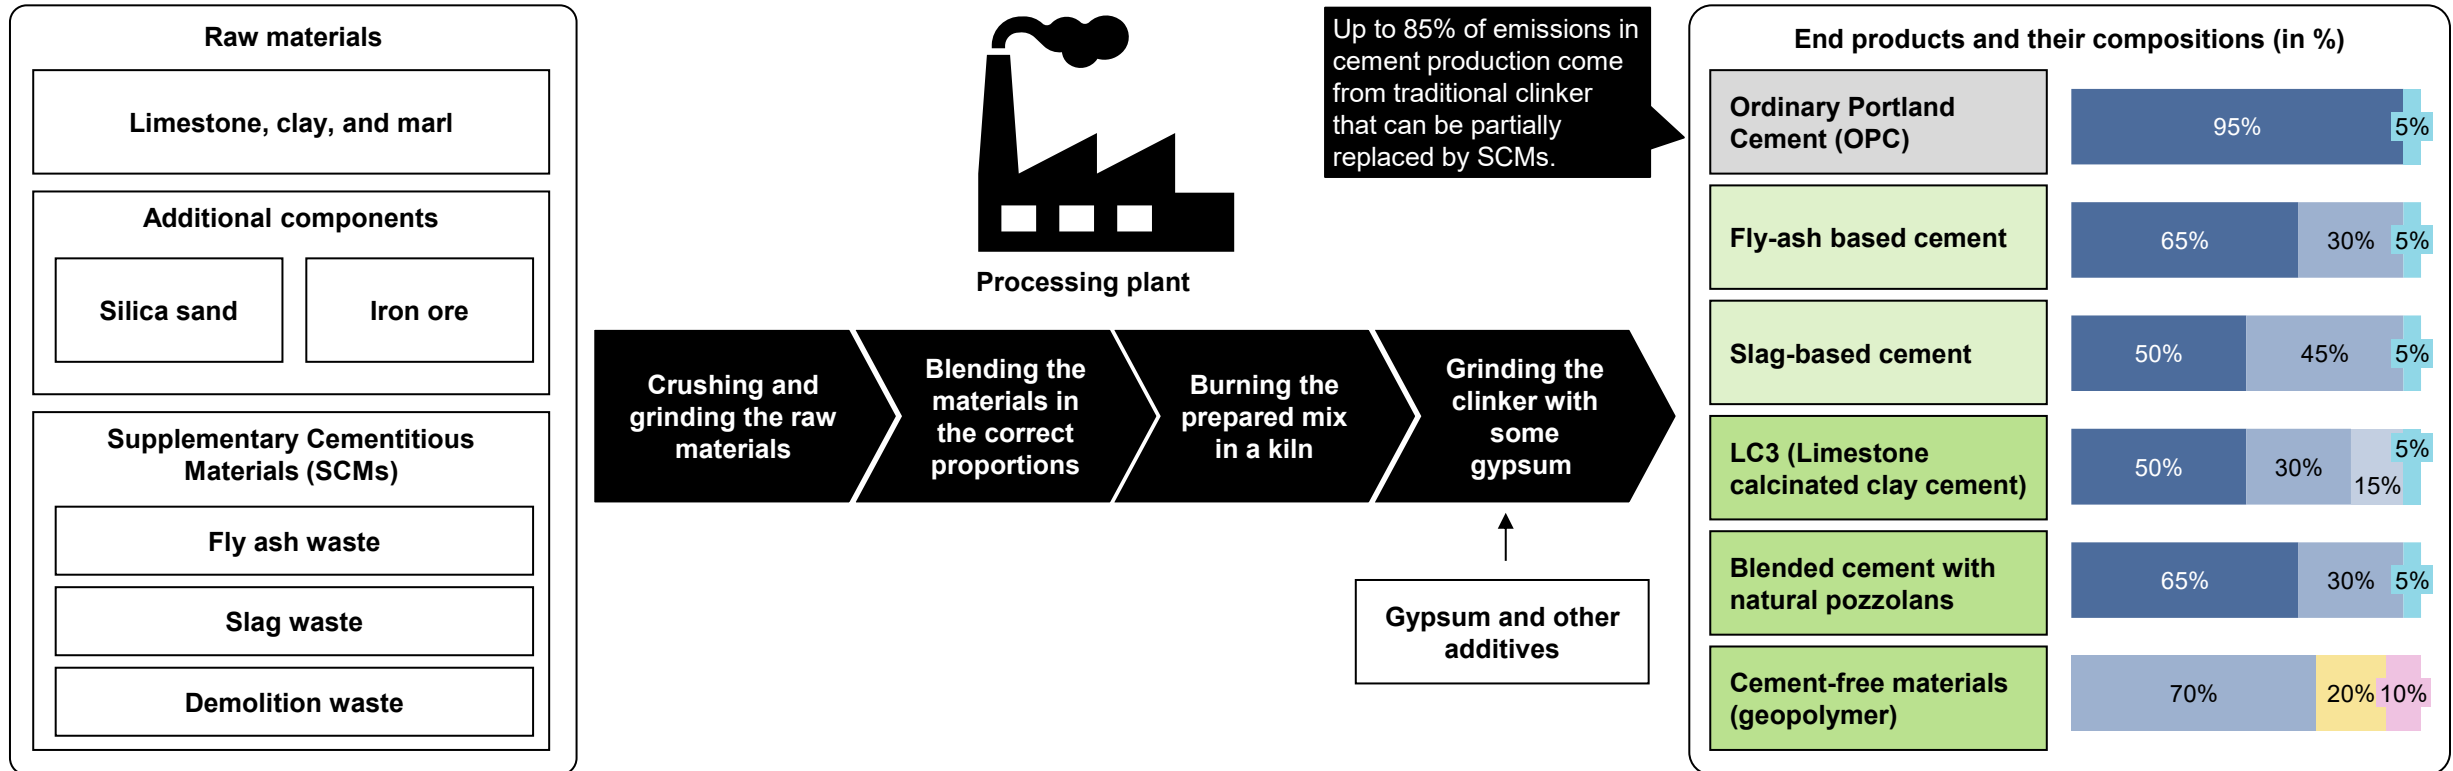 Raw materials
Limestone, clay, and marl
Additional components
Silica sand
Iron ore
Supplementary Cementitious
Materials (SCMs)
Fly ash waste
Slag waste
Demolition waste
Processing plant
Crushing and
grinding the raw
materials
Blending the
materials in
the correct
proportions
Burning the
prepared mix
in a kiln
Grinding the
clinker with
some
gypsum
Gypsum and other
additives
Up to 85% of emissions in
cement production come
from traditional clinker
that can be partially
replaced by SCMs.
End products and their compositions (in %)
Ordinary Portland
Cement (OPC)
95%
5%
Fly-ash based cement
65%
30%
5%
Slag-based cement
50%
45%
5%
LC3 (Limestone
calcinated clay cement)
50%
30%
15%
5%
Blended cement with
natural pozzolans
65%
30%
5%
Cement-free materials
(geopolymer)
70%
20%
10%